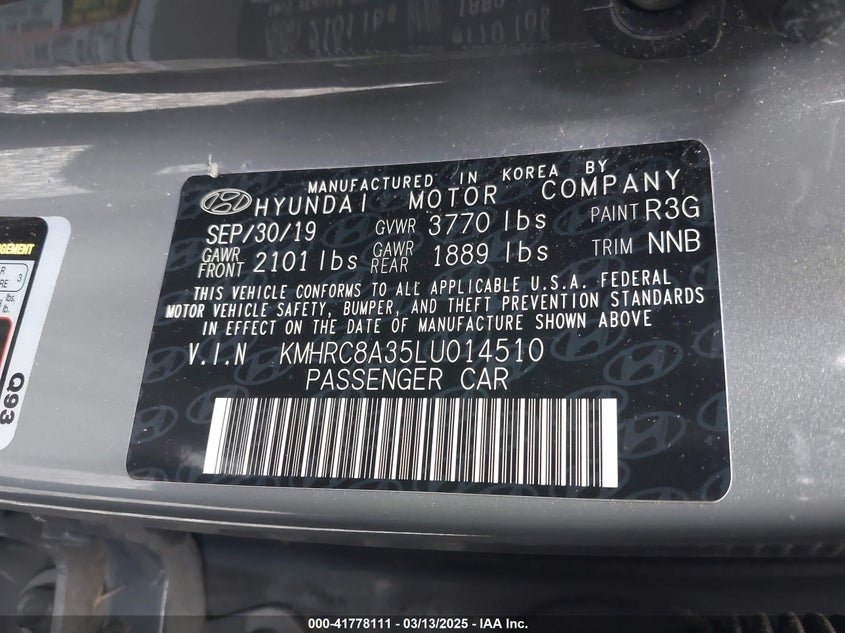 MANUFACTURED IN KOREA BY
HYUNDAI MOTOR COMPANY
SEP/30/19 GVWR 3770 lbs PAINT R3G
GAWR FRONT 2101 lbs GAWR REAR 1889 lbs TRIM NNB
THIS VEHICLE CONFORMS TO ALL APPLICABLE U.S.A. FEDERAL
MOTOR VEHICLE SAFETY, BUMPER, AND THEFT PREVENTION STANDARDS
IN EFFECT ON THE DATE OF MANUFACTURE SHOWN ABOVE
V.I.N KMHRC8A35LU014510
PASSENGER CAR
3
lbs.
lb.
Q93
000-41778111 — 03/13/2025 — IAA Inc.